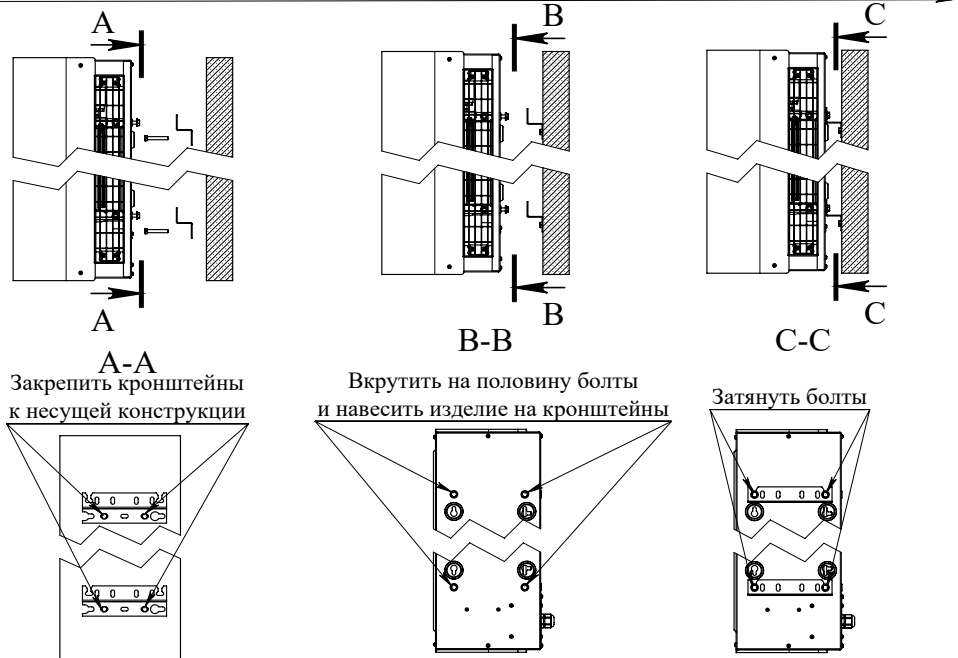 A
B
C
A
B
C
A-A
B-B
C-C
Закрепить кронштейны
к несущей конструкции
Вкрутить на половину болты
и навесить изделие на кронштейны
Затянуть болты